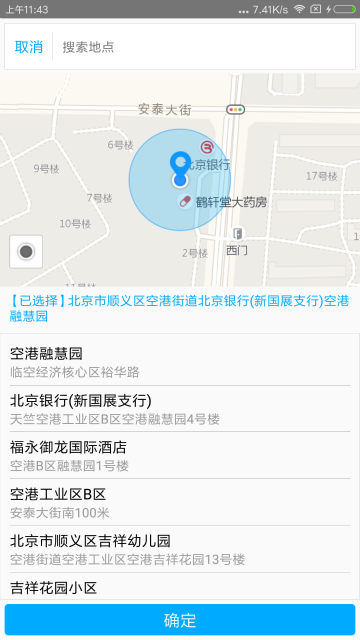 上午11:43
7.41K/s
取消
搜索地点
安泰大街
6号楼
北京银行
9号楼
17号楼
7号楼
鹤轩堂大药房
10号楼
西门
2号楼
【已选择】北京市顺义区空港街道北京银行(新国展支行)空港
融慧园
空港融慧园
临空经济核心区裕华路
北京银行(新国展支行)
天竺空港工业区B区空港融慧园4号楼
福永御龙国际酒店
空港B区融慧园1号楼
空港工业区B区
安泰大街南100米
北京市顺义区吉祥幼儿园
空港街道空港工业区空港吉祥花园13号楼
吉祥花园小区
确定